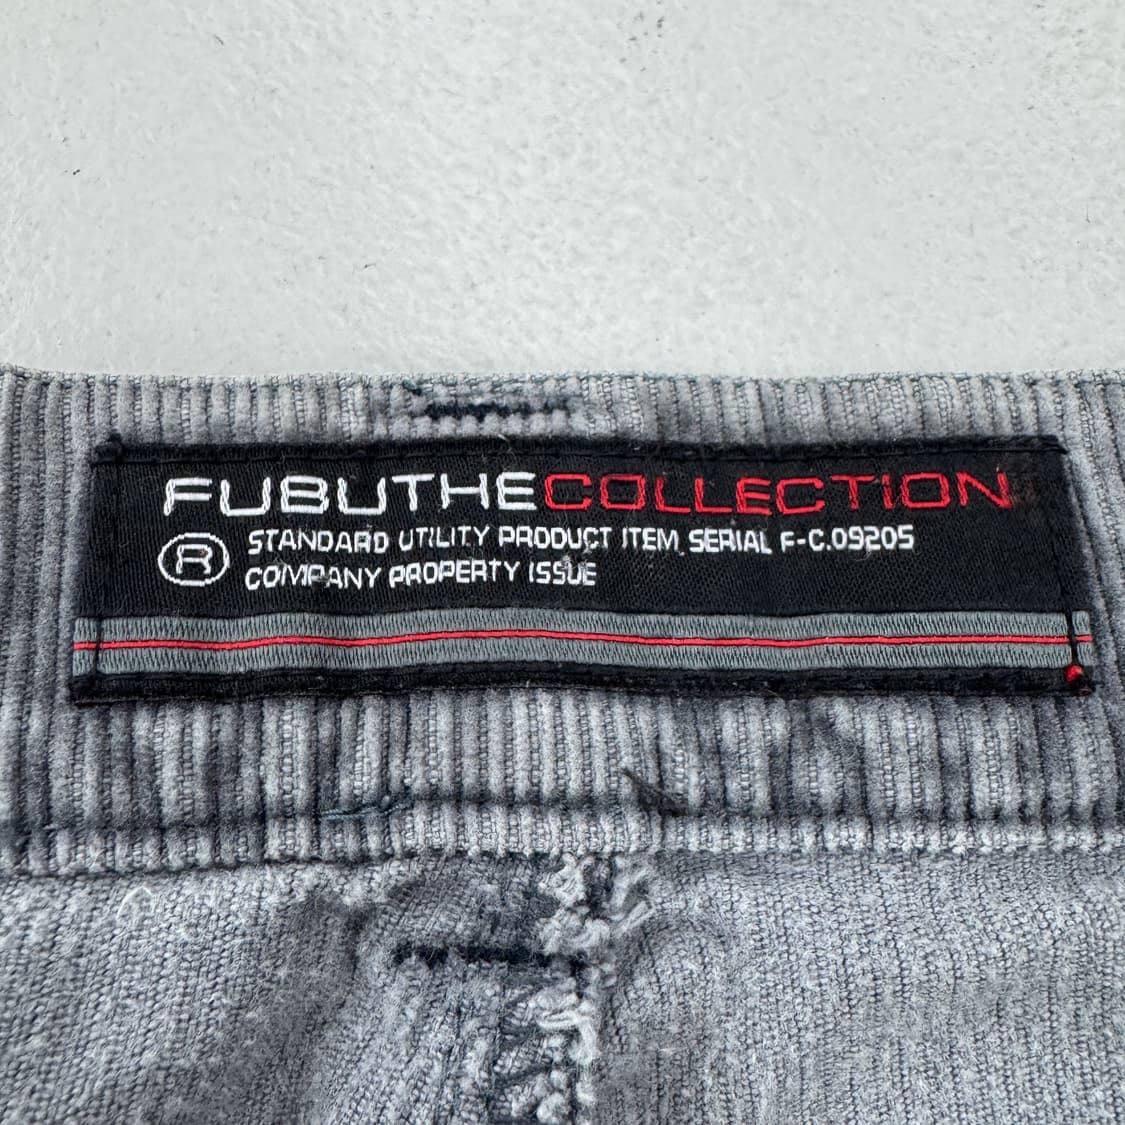 FUBUTHECOLLECTION
® STANDARD UTILITY PRODUCT ITEM SERIAL F-C.09205
COMPANY PROPERTY ISSUE